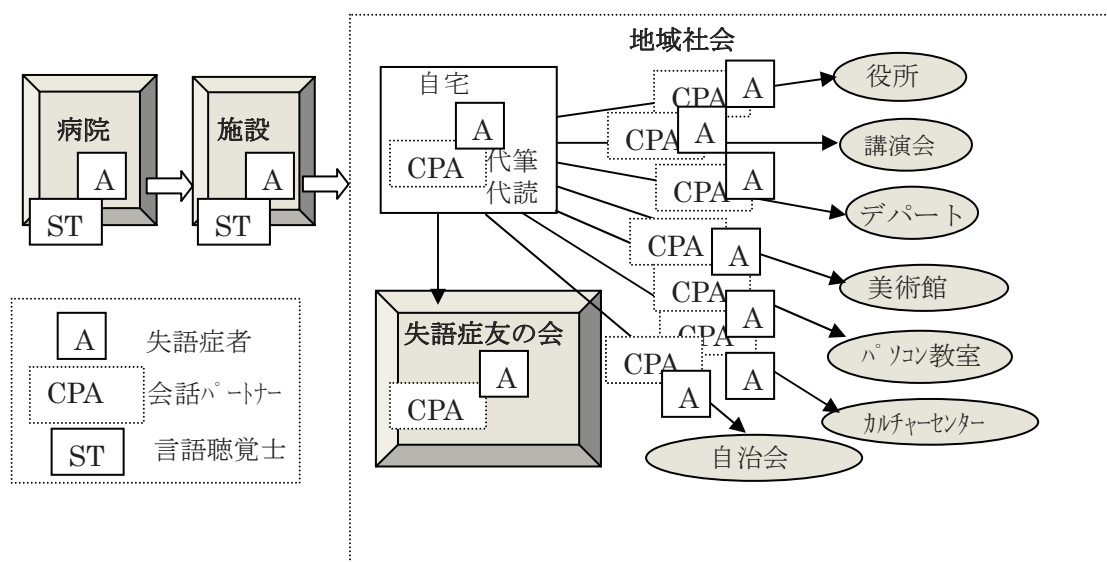 地域社会
病院
A
ST
施設
A
ST
自宅
A
CPA
代筆
代読
CPA
A
役所
CPA
A
講演会
CPA
A
デパート
CPA
A
美術館
CPA
A
パソコン教室
CPA
A
カルチャーセンター
CPA
A
自治会
失語症友の会
A
CPA
A 失語症者
CPA 会話パートナー
ST 言語聴覚士